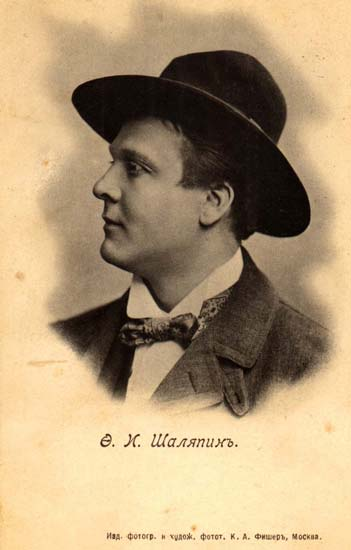 Ѳ. И. Шаляпинъ.
Изд. фотогр. и худож. фотот. К. А. Фишеръ, Москва.